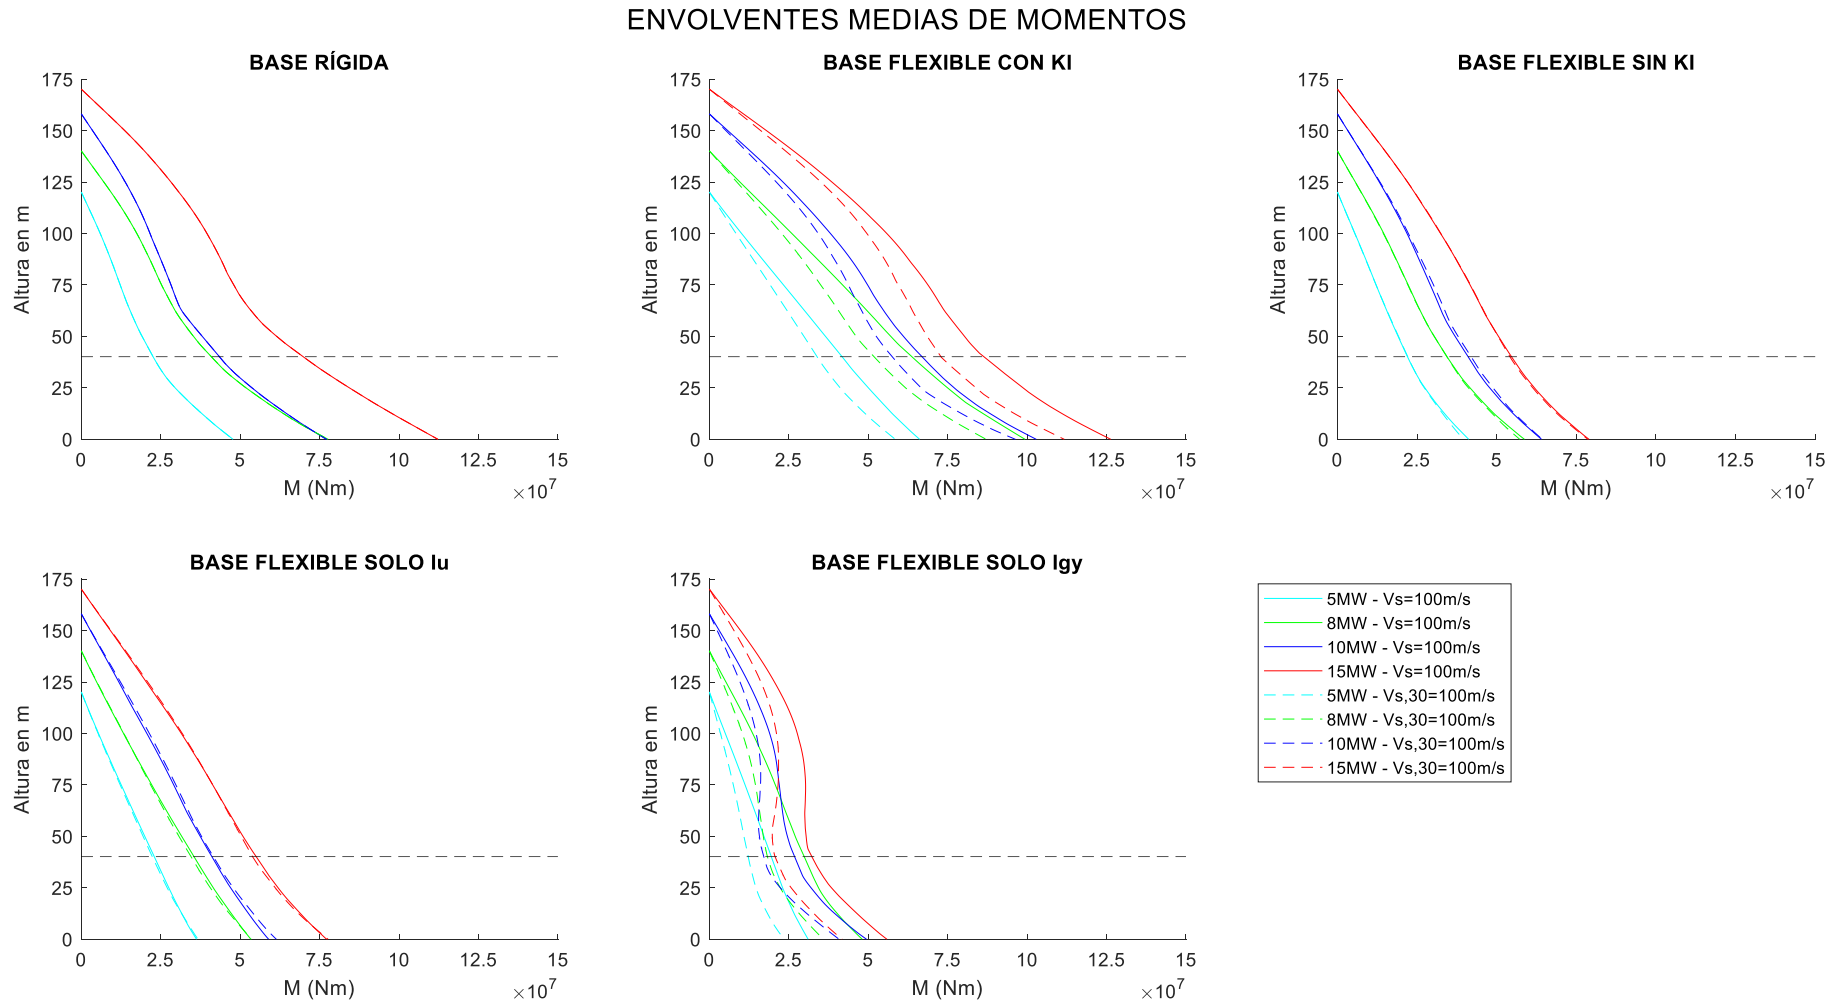 ENVOLVENTES MEDIAS DE MOMENTOS
BASE RÍGIDA
175
150
125
100
75
50
25
0
Altura en m
0 2.5 5 7.5 10 12.5 15
M (Nm)
×10^7
BASE FLEXIBLE CON KI
175
150
125
100
75
50
25
0
Altura en m
0 2.5 5 7.5 10 12.5 15
M (Nm)
×10^7
BASE FLEXIBLE SIN KI
175
150
125
100
75
50
25
0
Altura en m
0 2.5 5 7.5 10 12.5 15
M (Nm)
×10^7
BASE FLEXIBLE SOLO Iu
175
150
125
100
75
50
25
0
Altura en m
0 2.5 5 7.5 10 12.5 15
M (Nm)
×10^7
BASE FLEXIBLE SOLO Igy
175
150
125
100
75
50
25
0
Altura en m
0 2.5 5 7.5 10 12.5 15
M (Nm)
×10^7
5MW - Vs=100m/s
8MW - Vs=100m/s
10MW - Vs=100m/s
15MW - Vs=100m/s
5MW - Vs,30=100m/s
8MW - Vs,30=100m/s
10MW - Vs,30=100m/s
15MW - Vs,30=100m/s